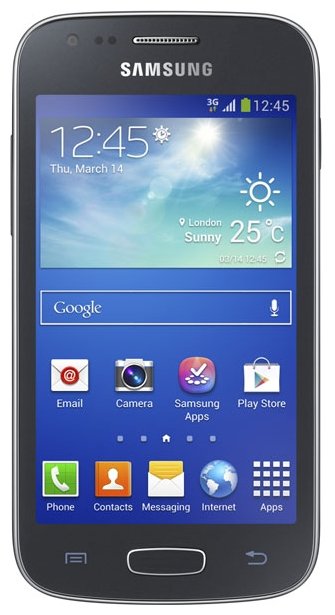 SAMSUNG
3G 12:45
12:45
Thu, March 14
London
Sunny 25°C
03/14 12:45
Google
Email Camera Samsung Apps Play Store
Phone Contacts Messaging Internet Apps